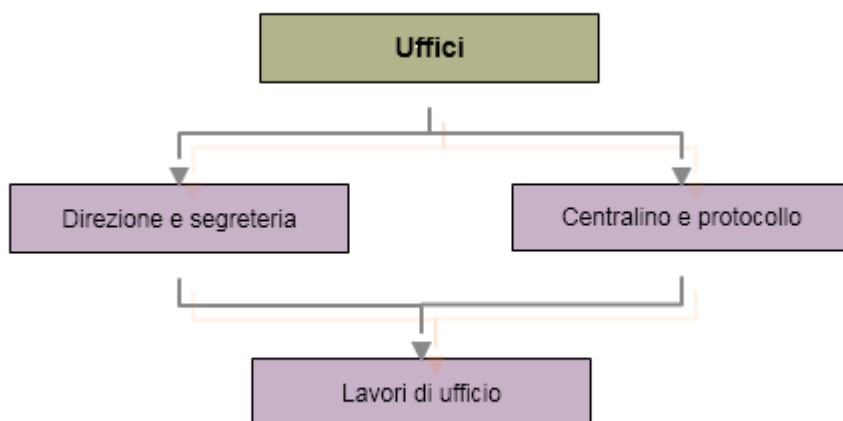 Uffici
Direzione e segreteria
Centralino e protocollo
Lavori di ufficio